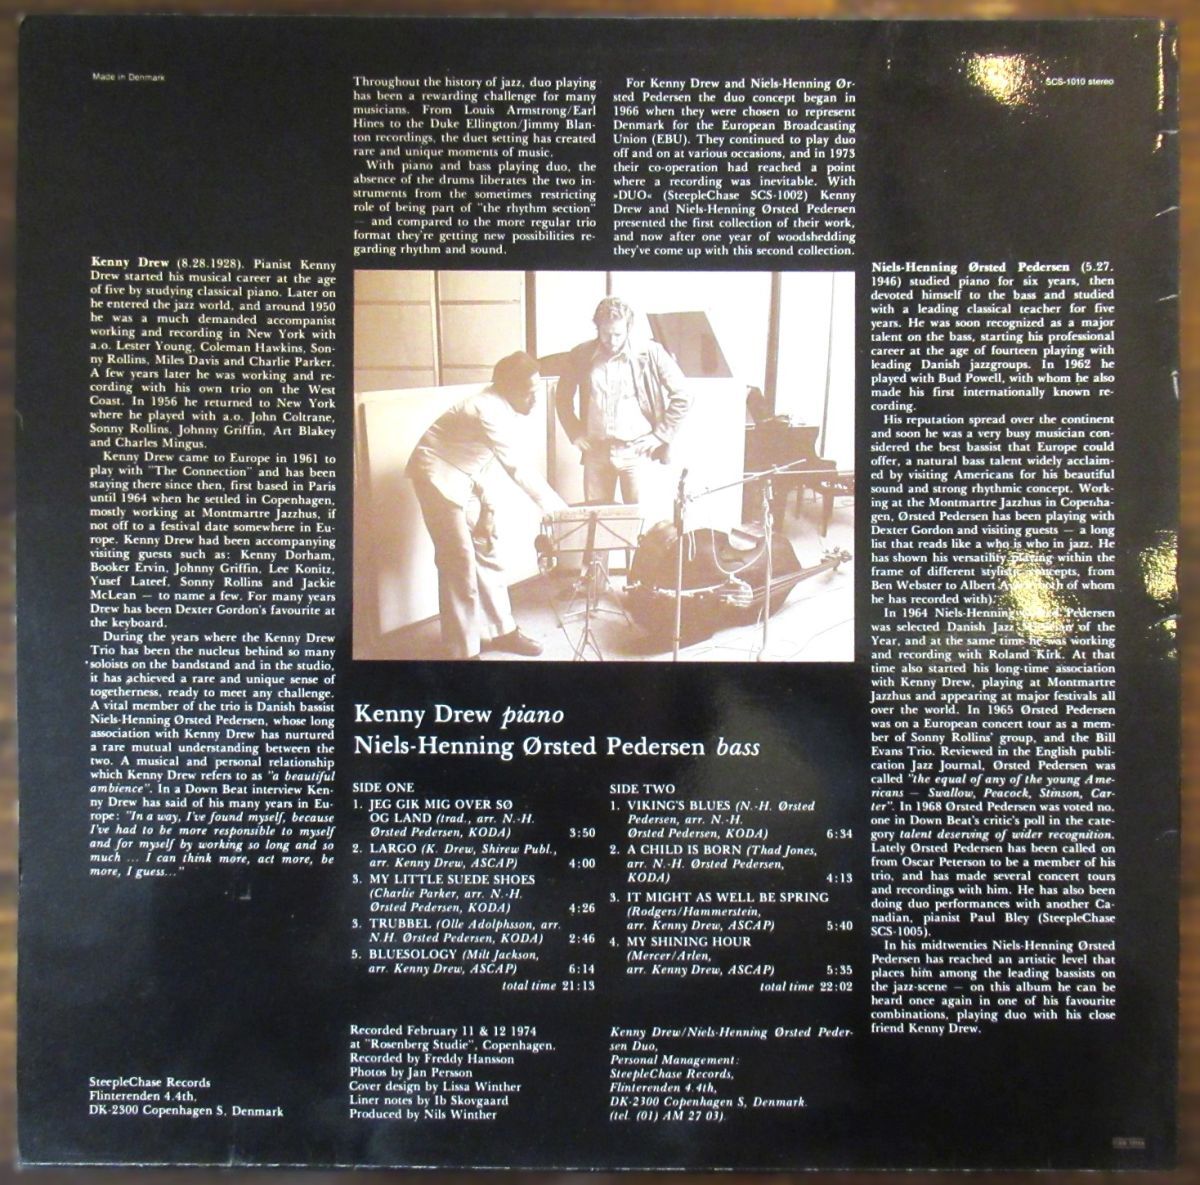 Made in Denmark
SCS-1010 stereo
Throughout the history of jazz, duo playing
has been a rewarding challenge for many
musicians. From Louis Armstrong/Earl
Hines to the Duke Ellington/Jimmy Blan-
ton recordings, the duet setting has created
rare and unique moments of music.
With piano and bass playing duo, the
absence of the drums liberates the two in-
struments from the sometimes restricting
role of being part of "the rhythm section"
— and compared to the more regular trio
format they're getting new possibilities re-
garding rhythm and sound.
For Kenny Drew and Niels-Henning Ør-
sted Pedersen the duo concept began in
1966 when they were chosen to represent
Denmark for the European Broadcasting
Union (EBU). They continued to play duo
off and on at various occasions, and in 1973
their co-operation had reached a point
where a recording was inevitable. With
»DUO« (SteepleChase SCS-1002) Kenny
Drew and Niels-Henning Ørsted Pedersen
presented the first collection of their work,
and now after one year of woodshedding
they've come up with this second collection.
Kenny Drew (8.28.1928). Pianist Kenny
Drew started his musical career at the age
of five by studying classical piano. Later on
he entered the jazz world, and around 1950
he was a much demanded accompanist
working and recording in New York with
a.o. Lester Young, Coleman Hawkins, Son-
ny Rollins, Miles Davis and Charlie Parker.
A few years later he was working and re-
cording with his own trio on the West
Coast. In 1956 he returned to New York
where he played with a.o. John Coltrane,
Sonny Rollins, Johnny Griffin, Art Blakey
and Charles Mingus.
Kenny Drew came to Europe in 1961 to
play with "The Connection" and has been
staying there since then, first based in Paris
until 1964 when he settled in Copenhagen,
mostly working at Montmartre Jazzhus, if
not off to a festival date somewhere in Eu-
rope. Kenny Drew had been accompanying
visiting guests such as: Kenny Dorham,
Booker Ervin, Johnny Griffin, Lee Konitz,
Yusef Lateef, Sonny Rollins and Jackie
McLean — to name a few. For many years
Drew has been Dexter Gordon's favourite at
the keyboard.
During the years where the Kenny Drew
Trio has been the nucleus behind so many
soloists on the bandstand and in the studio,
it has achieved a rare and unique sense of
togetherness, ready to meet any challenge.
A vital member of the trio is Danish bassist
Niels-Henning Ørsted Pedersen, whose long
association with Kenny Drew has nurtured
a rare mutual understanding between the
two. A musical and personal relationship
which Kenny Drew refers to as "a beautiful
ambience". In a Down Beat interview Ken-
ny Drew has said of his many years in Eu-
rope: "In a way, I've found myself, because
I've had to be more responsible to myself
and for myself by working so long and so
much ... I can think more, act more, be
more, I guess..."
Niels-Henning Ørsted Pedersen (5.27.
1946) studied piano for six years, then
devoted himself to the bass and studied
with a leading classical teacher for five
years. He was soon recognized as a major
talent on the bass, starting his professional
career at the age of fourteen playing with
leading Danish jazzgroups. In 1962 he
played with Bud Powell, with whom he also
made his first internationally known re-
cording.
His reputation spread over the continent
and soon he was a very busy musician con-
sidered the best bassist that Europe could
offer, a natural bass talent widely acclaim-
ed by visiting Americans for his beautiful
sound and strong rhythmic concept. Work-
ing at the Montmartre Jazzhus in Copenha-
gen, Ørsted Pedersen has been playing with
Dexter Gordon and visiting guests — a long
list that reads like a who is who in jazz. He
has shown his versatility playing within the
frame of different stylistic concepts, from
Ben Webster to Albert of whom
he has recorded with).
In 1964 Niels-Henning Pedersen
was selected Danish Jazz of the
Year, and at the same time he was working
and recording with Roland Kirk. At that
time also started his long-time association
with Kenny Drew, playing at Montmartre
Jazzhus and appearing at major festivals all
over the world. In 1965 Ørsted Pedersen
was on a European concert tour as a mem-
ber of Sonny Rollins' group, and the Bill
Evans Trio. Reviewed in the English publi-
cation Jazz Journal, Ørsted Pedersen was
called "the equal of any of the young Ame-
ricans — Swallow, Peacock, Stinson, Car-
ter". In 1968 Ørsted Pedersen was voted no.
one in Down Beat's critic's poll in the cate-
gory talent deserving of wider recognition.
Lately Ørsted Pedersen has been called on
from Oscar Peterson to be a member of his
trio, and has made several concert tours
and recordings with him. He has also been
doing duo performances with another Ca-
nadian, pianist Paul Bley (SteepleChase
SCS-1005).
In his midtwenties Niels-Henning Ørsted
Pedersen has reached an artistic level that
places him among the leading bassists on
the jazz-scene — on this album he can be
heard once again in one of his favourite
combinations, playing duo with his close
friend Kenny Drew.
Kenny Drew piano
Niels-Henning Ørsted Pedersen bass
SIDE ONE
1. JEG GIK MIG OVER SØ
OG LAND (trad., arr. N.-H.
Ørsted Pedersen, KODA) 3:50
2. LARGO (K. Drew, Shirew Publ.,
arr. Kenny Drew, ASCAP) 4:00
3. MY LITTLE SUEDE SHOES
(Charlie Parker, arr. N.-H.
Ørsted Pedersen, KODA) 4:26
3. TRUBBEL (Olle Adolphsson, arr.
N.H. Ørsted Pedersen, KODA) 2:46
5. BLUESOLOGY (Milt Jackson,
arr. Kenny Drew, ASCAP) 6:14
total time 21:13
SIDE TWO
1. VIKING'S BLUES (N.-H. Ørsted
Pedersen, arr. N.-H.
Ørsted Pedersen, KODA) 6:34
2. A CHILD IS BORN (Thad Jones,
arr. N.-H. Ørsted Pedersen,
KODA) 4:13
3. IT MIGHT AS WELL BE SPRING
(Rodgers/Hammerstein,
arr. Kenny Drew, ASCAP) 5:40
4. MY SHINING HOUR
(Mercer/Arlen,
arr. Kenny Drew, ASCAP) 5:35
total time 22:02
Recorded February 11 & 12 1974
at "Rosenberg Studie", Copenhagen.
Recorded by Freddy Hansson
Photos by Jan Persson
Cover design by Lissa Winther
Liner notes by Ib Skovgaard
Produced by Nils Winther
Kenny Drew/Niels-Henning Ørsted Peder-
sen Duo,
Personal Management:
SteepleChase Records,
Flinterenden 4.4th,
DK-2300 Copenhagen S, Denmark.
(tel. (01) AM 27 03).
SteepleChase Records
Flinterenden 4.4th,
DK-2300 Copenhagen S, Denmark